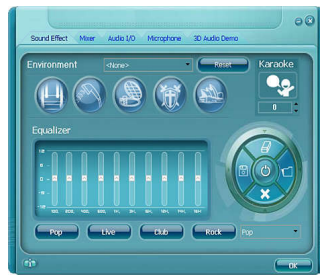 Sound Effect Mixer Audio I/O Microphone 3D Audio Demo
Environment <None> Reset Karaoke
0
Equalizer
Pop Live Club Rock Pop
OK